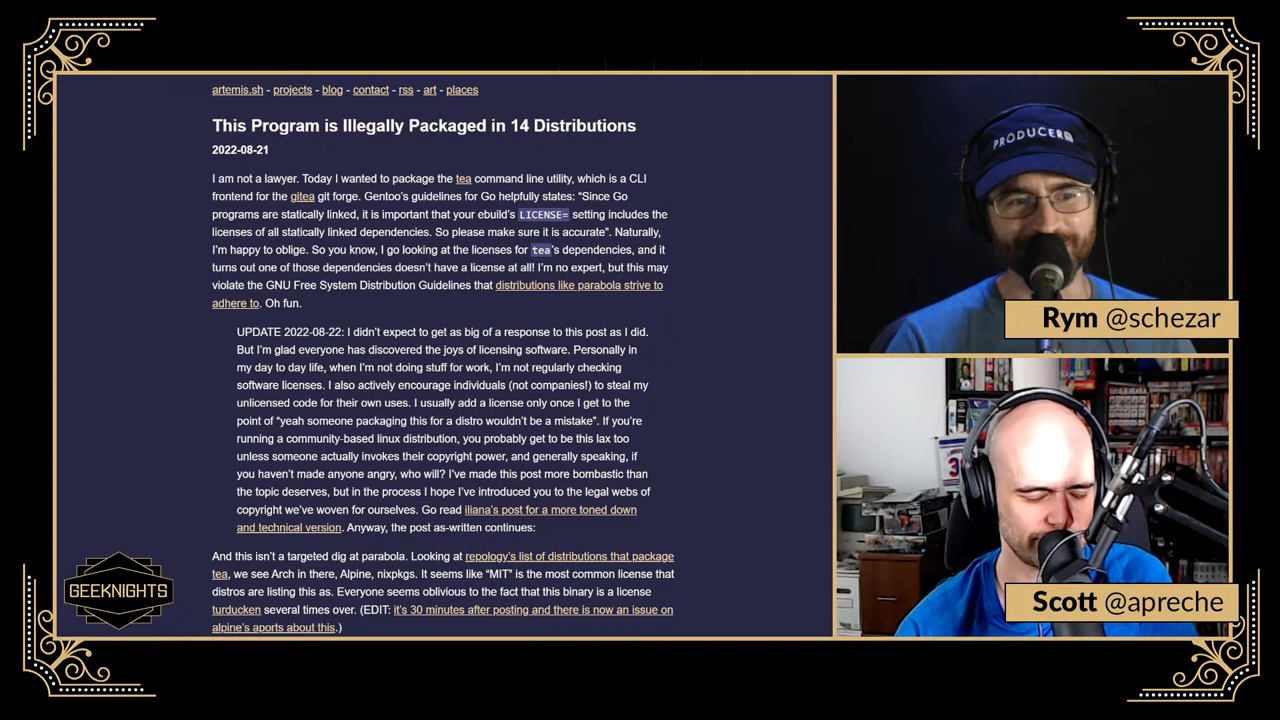 artemis.sh - projects - blog - contact - rss - art - places
This Program is Illegally Packaged in 14 Distributions
2022-08-21
I am not a lawyer. Today I wanted to package the tea command line utility, which is a CLI
frontend for the gitea git forge. Gentoo's guidelines for Go helpfully states: “Since Go
programs are statically linked, it is important that your ebuild's LICENSE= setting includes the
licenses of all statically linked dependencies. So please make sure it is accurate”. Naturally,
I'm happy to oblige. So you know, I go looking at the licenses for tea's dependencies, and it
turns out one of those dependencies doesn't have a license at all! I'm no expert, but this may
violate the GNU Free System Distribution Guidelines that distributions like parabola strive to
adhere to. Oh fun.
UPDATE 2022-08-22: I didn't expect to get as big of a response to this post as I did.
But I'm glad everyone has discovered the joys of licensing software. Personally in
my day to day life, when I'm not doing stuff for work, I'm not regularly checking
software licenses. I also actively encourage individuals (not companies!) to steal my
unlicensed code for their own uses. I usually add a license only once I get to the
point of “yeah someone packaging this for a distro wouldn't be a mistake”. If you're
running a community-based linux distribution, you probably get to be this lax too
unless someone actually invokes their copyright power, and generally speaking, if
you haven't made anyone angry, who will? I've made this post more bombastic than
the topic deserves, but in the process I hope I've introduced you to the legal webs of
copyright we've woven for ourselves. Go read iliana's post for a more toned down
and technical version. Anyway, the post as-written continues:
And this isn't a targeted dig at parabola. Looking at repology's list of distributions that package
tea, we see Arch in there, Alpine, nixpkgs. It seems like “MIT” is the most common license that
distros are listing this as. Everyone seems oblivious to the fact that this binary is a license
turducken several times over. (EDIT: it's 30 minutes after posting and there is now an issue on
alpine's aports about this.)
GEEKNIGHTS
PRODUCER
Rym @schezar
Scott @apreche